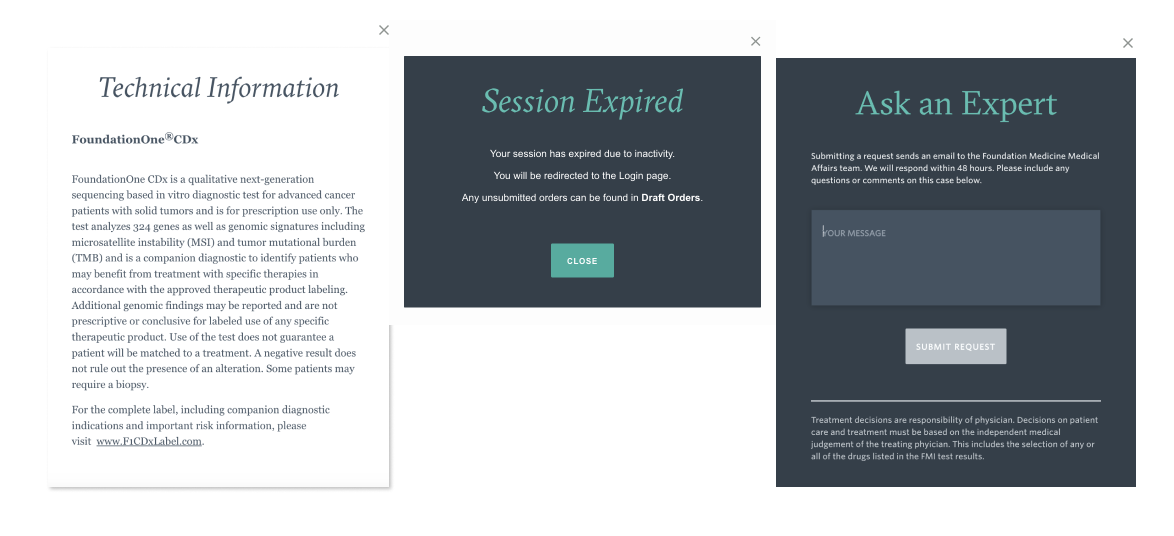 Technical Information
FoundationOne®CDx
FoundationOne CDx is a qualitative next-generation
sequencing based in vitro diagnostic test for advanced cancer
patients with solid tumors and is for prescription use only. The
test analyzes 324 genes as well as genomic signatures including
microsatellite instability (MSI) and tumor mutational burden
(TMB) and is a companion diagnostic to identify patients who
may benefit from treatment with specific therapies in
accordance with the approved therapeutic product labeling.
Additional genomic findings may be reported and are not
prescriptive or conclusive for labeled use of any specific
therapeutic product. Use of the test does not guarantee a
patient will be matched to a treatment. A negative result does
not rule out the presence of an alteration. Some patients may
require a biopsy.
For the complete label, including companion diagnostic
indications and important risk information, please
visit www.F1CDxLabel.com.
Session Expired
Your session has expired due to inactivity.
You will be redirected to the Login page.
Any unsubmitted orders can be found in Draft Orders.
CLOSE
Ask an Expert
Submitting a request sends an email to the Foundation Medicine Medical
Affairs team. We will respond within 48 hours. Please include any
questions or comments on this case below.
YOUR MESSAGE
SUBMIT REQUEST
Treatment decisions are responsibility of physician. Decisions on patient
care and treatment must be based on the independent medical
judgement of the treating phyician. This includes the selection of any or
all of the drugs listed in the FMI test results.